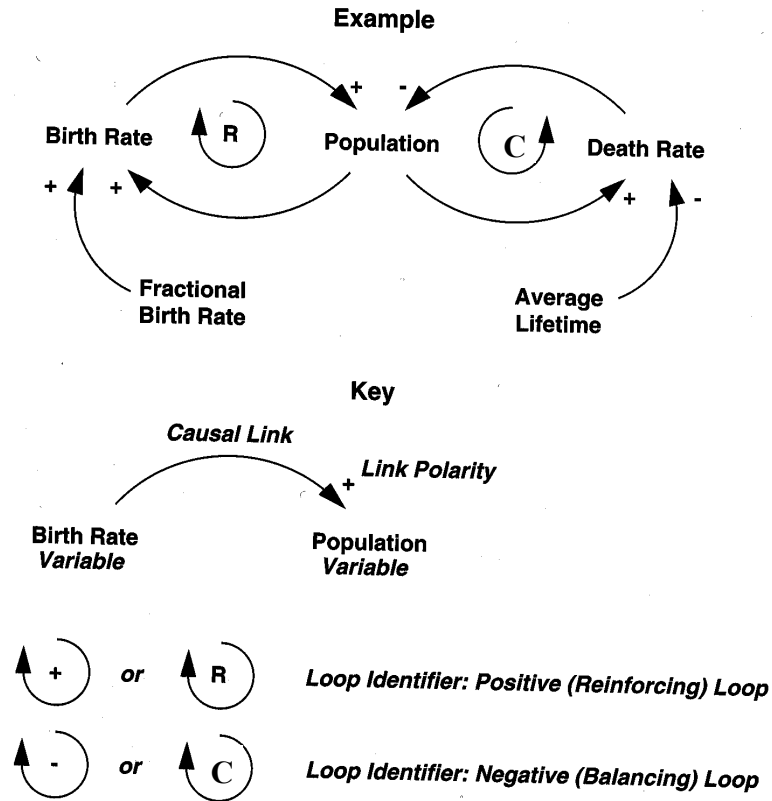 Example
+ -
Birth Rate R Population C Death Rate
+ + + -
Fractional
Birth Rate
Average
Lifetime
Key
Causal Link
+ Link Polarity
Birth Rate
Variable
Population
Variable
+ or R Loop Identifier: Positive (Reinforcing) Loop
- or C Loop Identifier: Negative (Balancing) Loop